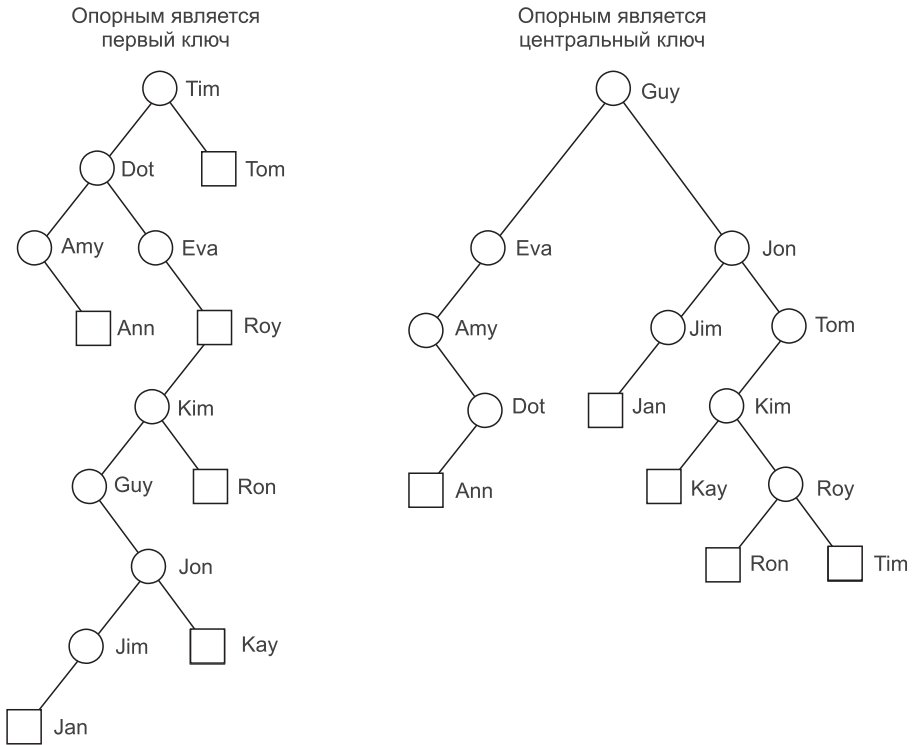 Опорным является
первый ключ
Tim
Dot
Tom
Amy
Eva
Ann
Roy
Kim
Guy
Ron
Jon
Jim
Kay
Jan
Опорным является
центральный ключ
Guy
Eva
Jon
Amy
Jim
Tom
Dot
Jan
Kim
Ann
Kay
Roy
Ron
Tim